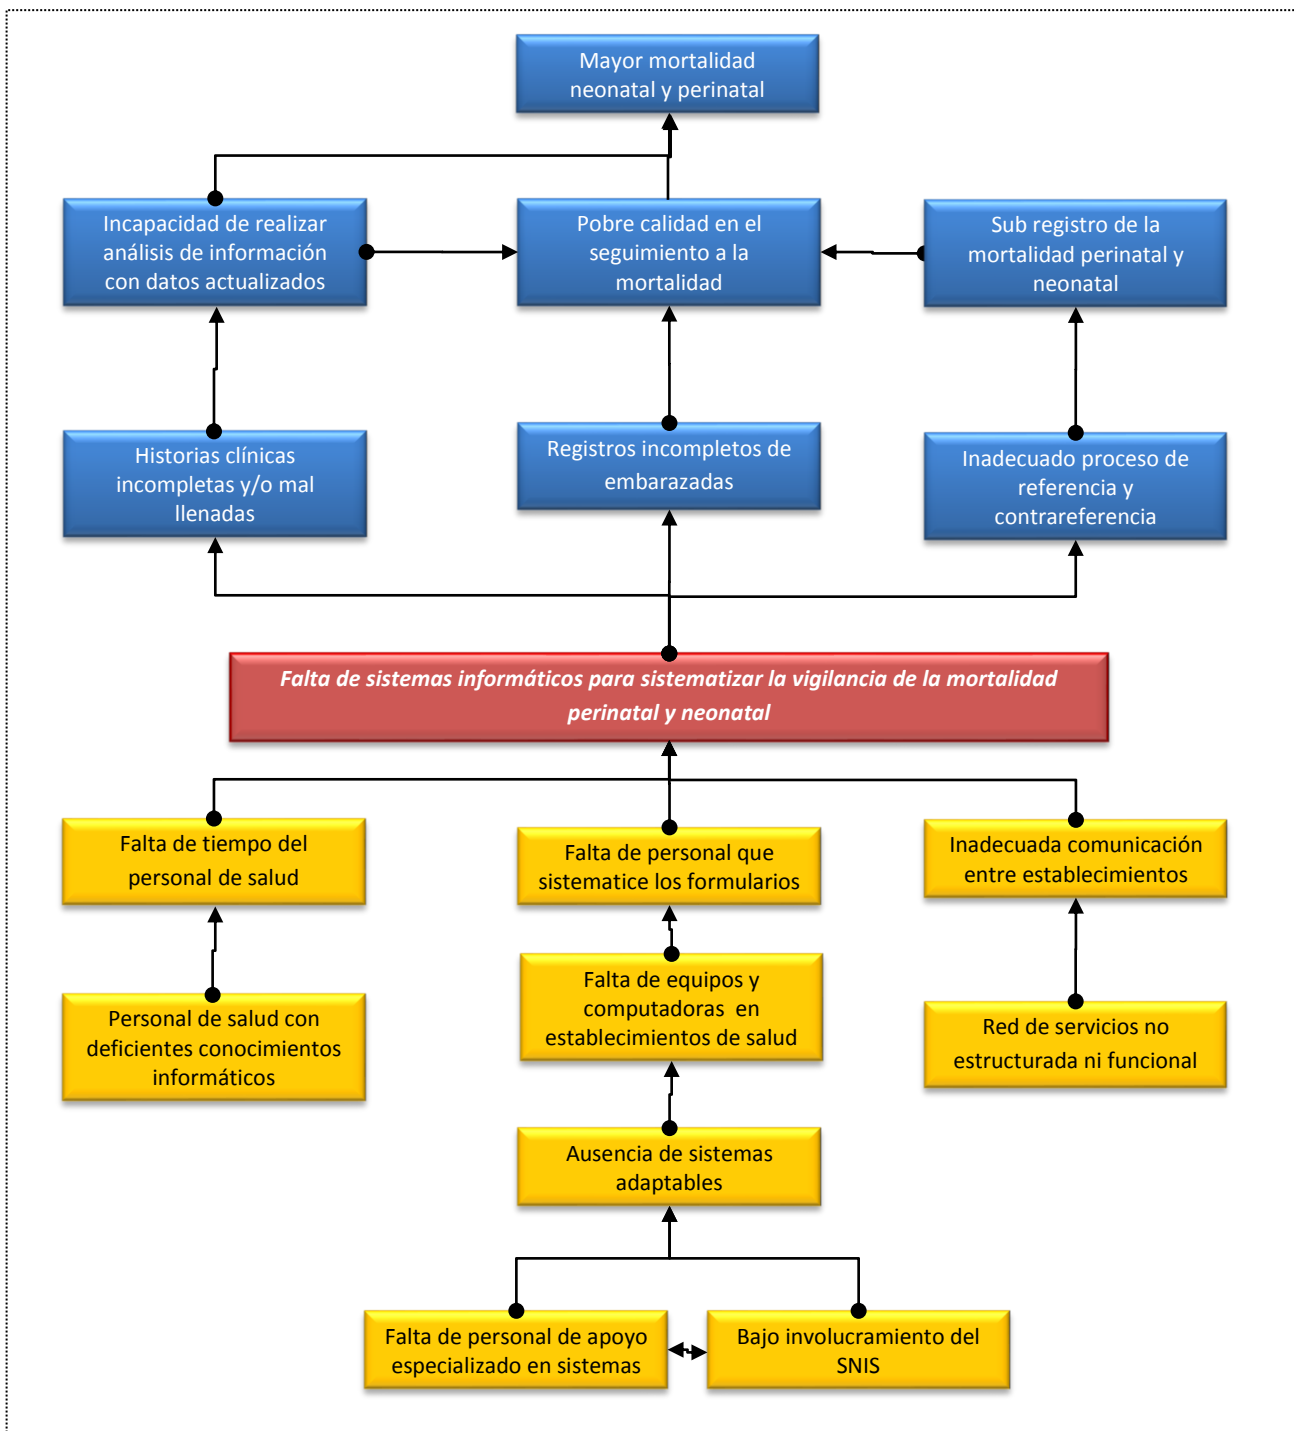 Mayor mortalidad
neonatal y perinatal
Incapacidad de realizar
análisis de información
con datos actualizados
Pobre calidad en el
seguimiento a la
mortalidad
Sub registro de la
mortalidad perinatal y
neonatal
Historias clínicas
incompletas y/o mal
llenadas
Registros incompletos de
embarazadas
Inadecuado proceso de
referencia y
contrareferencia
Falta de sistemas informáticos para sistematizar la vigilancia de la mortalidad
perinatal y neonatal
Falta de tiempo del
personal de salud
Falta de personal que
sistematice los formularios
Inadecuada comunicación
entre establecimientos
Personal de salud con
deficientes conocimientos
informáticos
Falta de equipos y
computadoras en
establecimientos de salud
Red de servicios no
estructurada ni funcional
Ausencia de sistemas
adaptables
Falta de personal de apoyo
especializado en sistemas
Bajo involucramiento del
SNIS